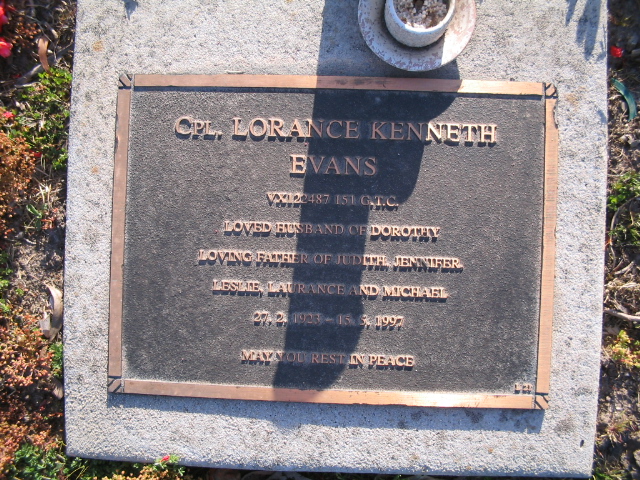 CPL. LORANCE KENNETH
EVANS
VX122487 151 G.T.C.
LOVED HUSBAND OF DOROTHY
LOVING FATHER OF JUDITH, JENNIFER,
LESLIE, LAURANCE AND MICHAEL
27. 2. 1923 - 15. 3. 1997
MAY YOU REST IN PEACE